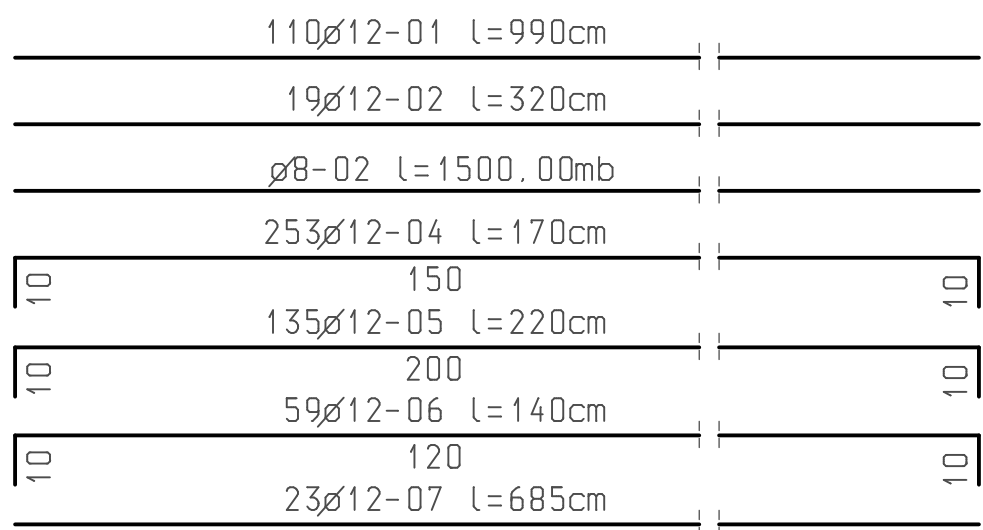 110ø12-01 l=990cm
19ø12-02 l=320cm
ø8-02 l=1500,00mb
253ø12-04 l=170cm
10 150 10
135ø12-05 l=220cm
10 200 10
59ø12-06 l=140cm
10 120 10
23ø12-07 l=685cm